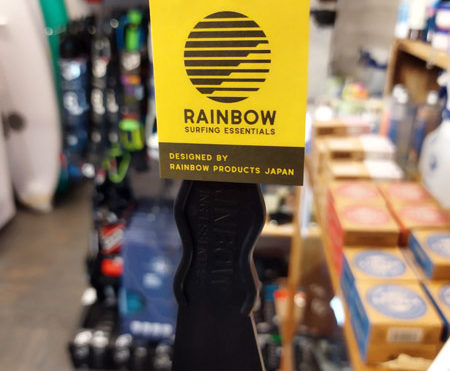 RAINBOW
SURFING ESSENTIALS
DESIGNED BY
RAINBOW PRODUCTS JAPAN